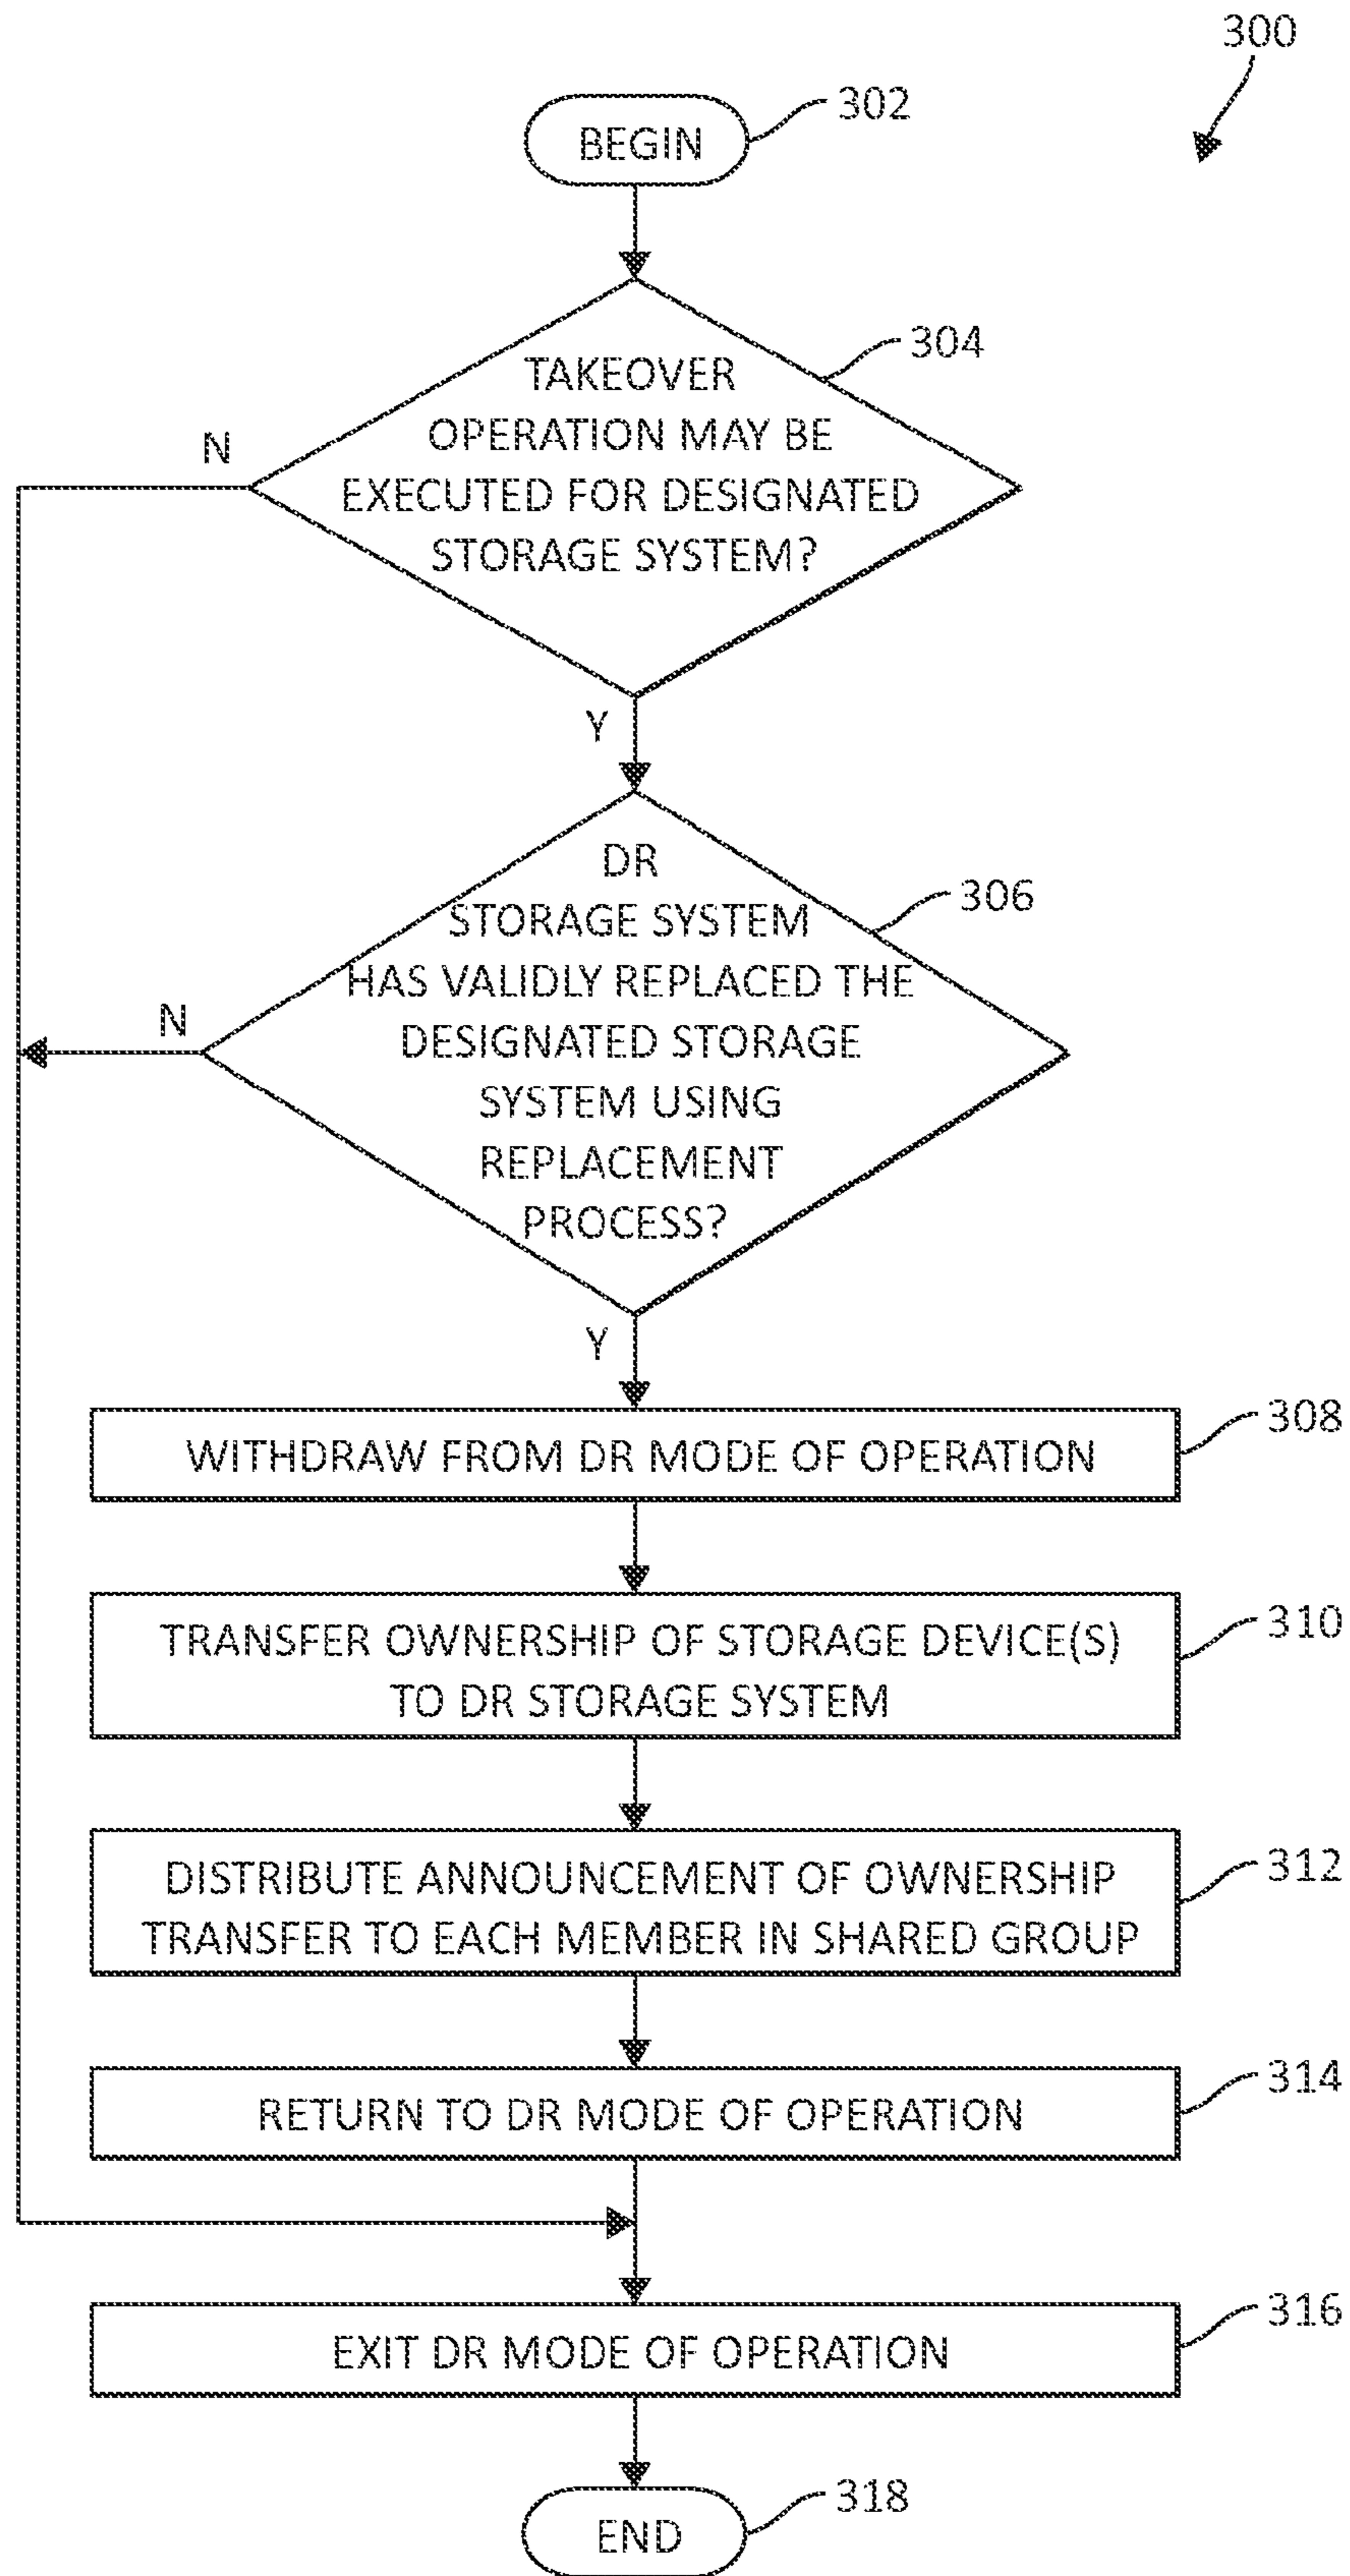 300
BEGIN
302
TAKEOVER
OPERATION MAY BE
EXECUTED FOR DESIGNATED
STORAGE SYSTEM?
304
N
Y
DR
STORAGE SYSTEM
HAS VALIDLY REPLACED THE
DESIGNATED STORAGE
SYSTEM USING
REPLACEMENT
PROCESS?
306
N
Y
WITHDRAW FROM DR MODE OF OPERATION
308
TRANSFER OWNERSHIP OF STORAGE DEVICE(S)
TO DR STORAGE SYSTEM
310
DISTRIBUTE ANNOUNCEMENT OF OWNERSHIP
TRANSFER TO EACH MEMBER IN SHARED GROUP
312
RETURN TO DR MODE OF OPERATION
314
EXIT DR MODE OF OPERATION
316
END
318